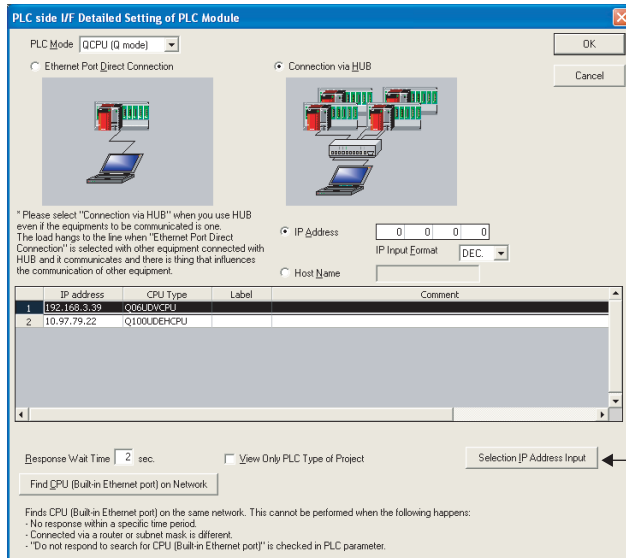 PLC side I/F Detailed Setting of PLC Module
PLC Mode QCPU (Q mode)
OK
Ethernet Port Direct Connection
Connection via HUB
Cancel
" Please select "Connection via HUB" when you use HUB
even if the equipments to be communicated is one.
The load hangs to the line when "Ethernet Port Direct
Connection" is selected with other equipment connected with
HUB and it communicates and there is thing that influences
the communication of other equipment.
IP Address 0 0 0 0
IP Input Format DEC.
Host Name
IP address CPU Type Label Comment
1 192.168.3.39 Q06UDVCPU
2 10.97.79.22 Q100UDEHCPU
Response Wait Time 2 sec.
View Only PLC Type of Project
Selection IP Address Input
Find CPU (Built-in Ethernet port) on Network
Finds CPU (Built-in Ethernet port) on the same network. This cannot be performed when the following happens:
- No response within a specific time period.
- Connected via a router or subnet mask is different.
- "Do not respond to search for CPU (Built-in Ethernet port)" is checked in PLC parameter.